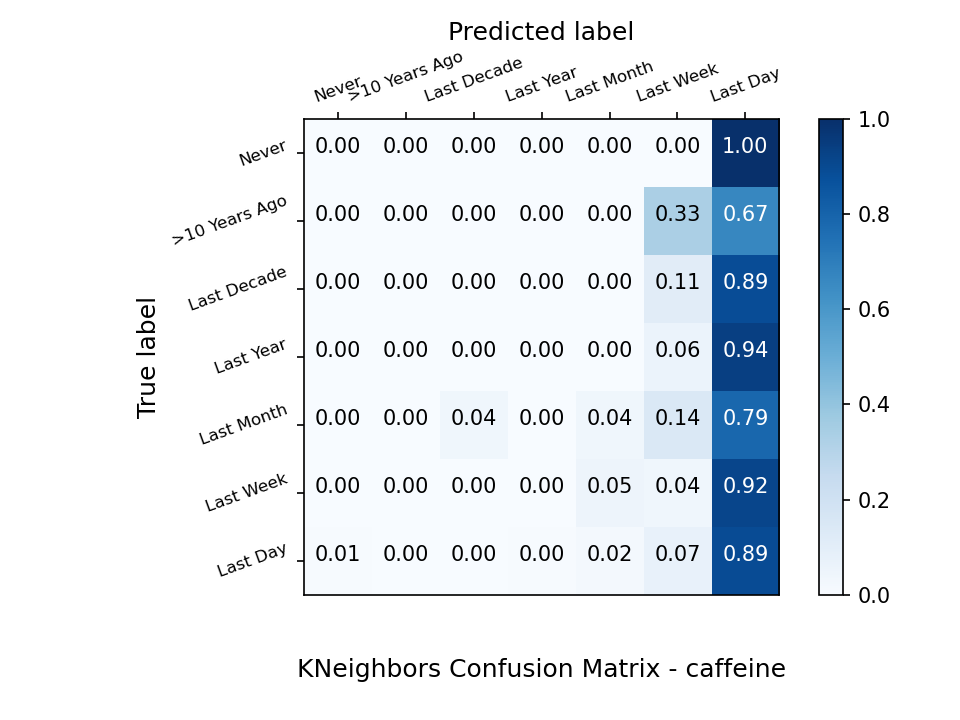 Predicted label
Never >10 Years Ago Last Decade Last Year Last Month Last Week Last Day
Never 0.00 0.00 0.00 0.00 0.00 0.00 1.00
>10 Years Ago 0.00 0.00 0.00 0.00 0.00 0.33 0.67
Last Decade 0.00 0.00 0.00 0.00 0.00 0.11 0.89
Last Year 0.00 0.00 0.00 0.00 0.00 0.06 0.94
Last Month 0.00 0.00 0.04 0.00 0.04 0.14 0.79
Last Week 0.00 0.00 0.00 0.00 0.05 0.04 0.92
Last Day 0.01 0.00 0.00 0.00 0.02 0.07 0.89
True label
1.0
0.8
0.6
0.4
0.2
0.0
KNeighbors Confusion Matrix - caffeine